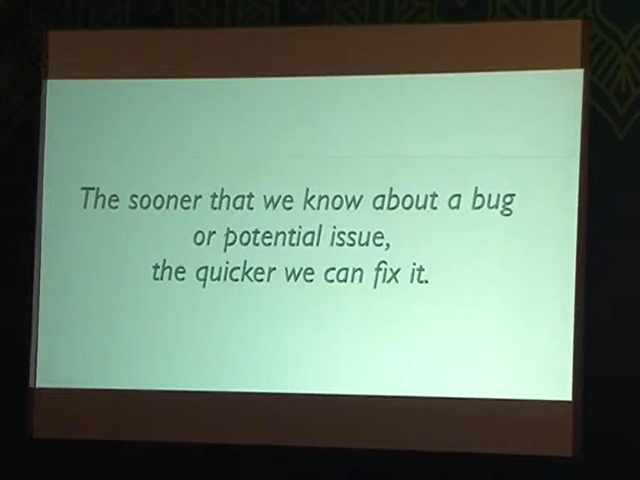 The sooner that we know about a bug
or potential issue,
the quicker we can fix it.